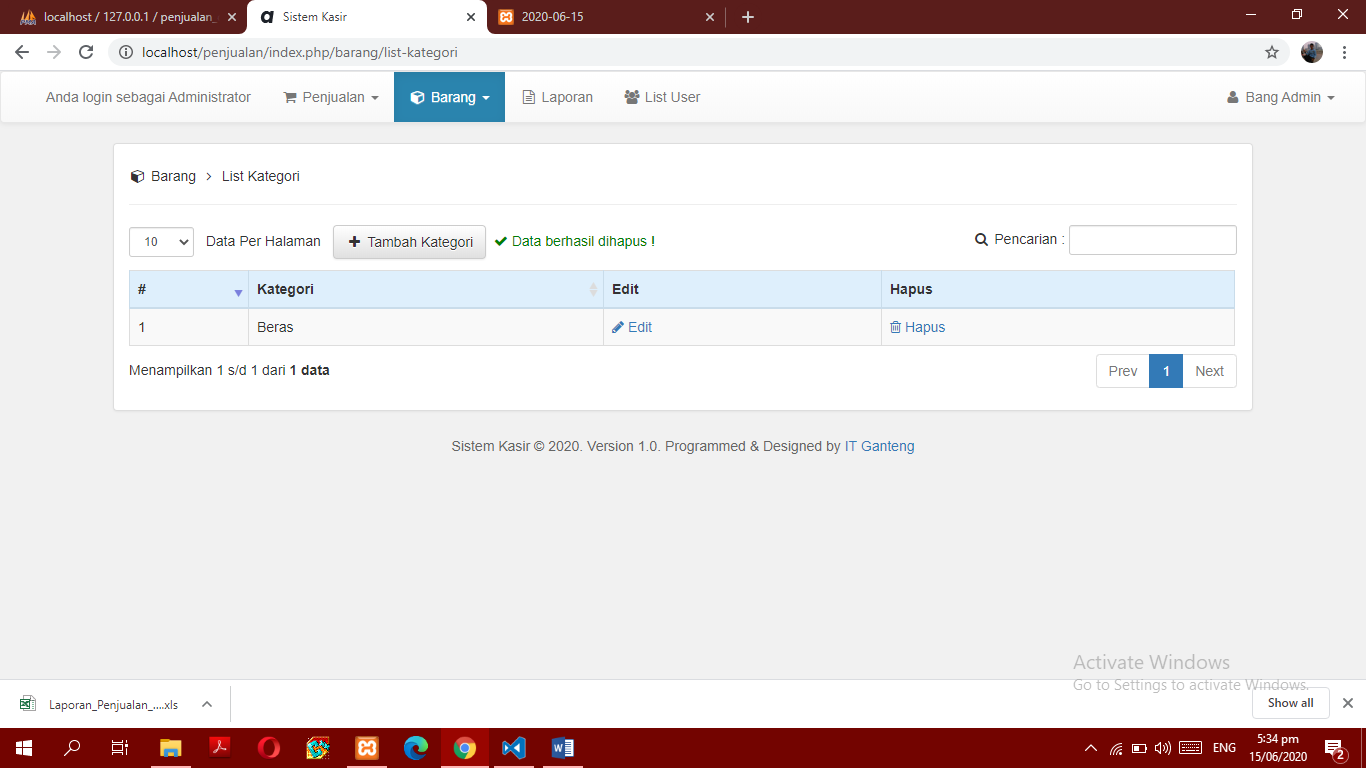 localhost / 127.0.0.1 / penjualan_
Sistem Kasir
2020-06-15
localhost/penjualan/index.php/barang/list-kategori
Anda login sebagai Administrator Penjualan Barang Laporan List User Bang Admin
Barang > List Kategori
10 Data Per Halaman + Tambah Kategori Data berhasil dihapus ! Pencarian :
# Kategori Edit Hapus
1 Beras Edit Hapus
Menampilkan 1 s/d 1 dari 1 data Prev 1 Next
Sistem Kasir © 2020. Version 1.0. Programmed & Designed by IT Ganteng
Activate Windows
Go to Settings to activate Windows.
Laporan_Penjualan_....xls Show all
ENG 5:34 pm
15/06/2020 2